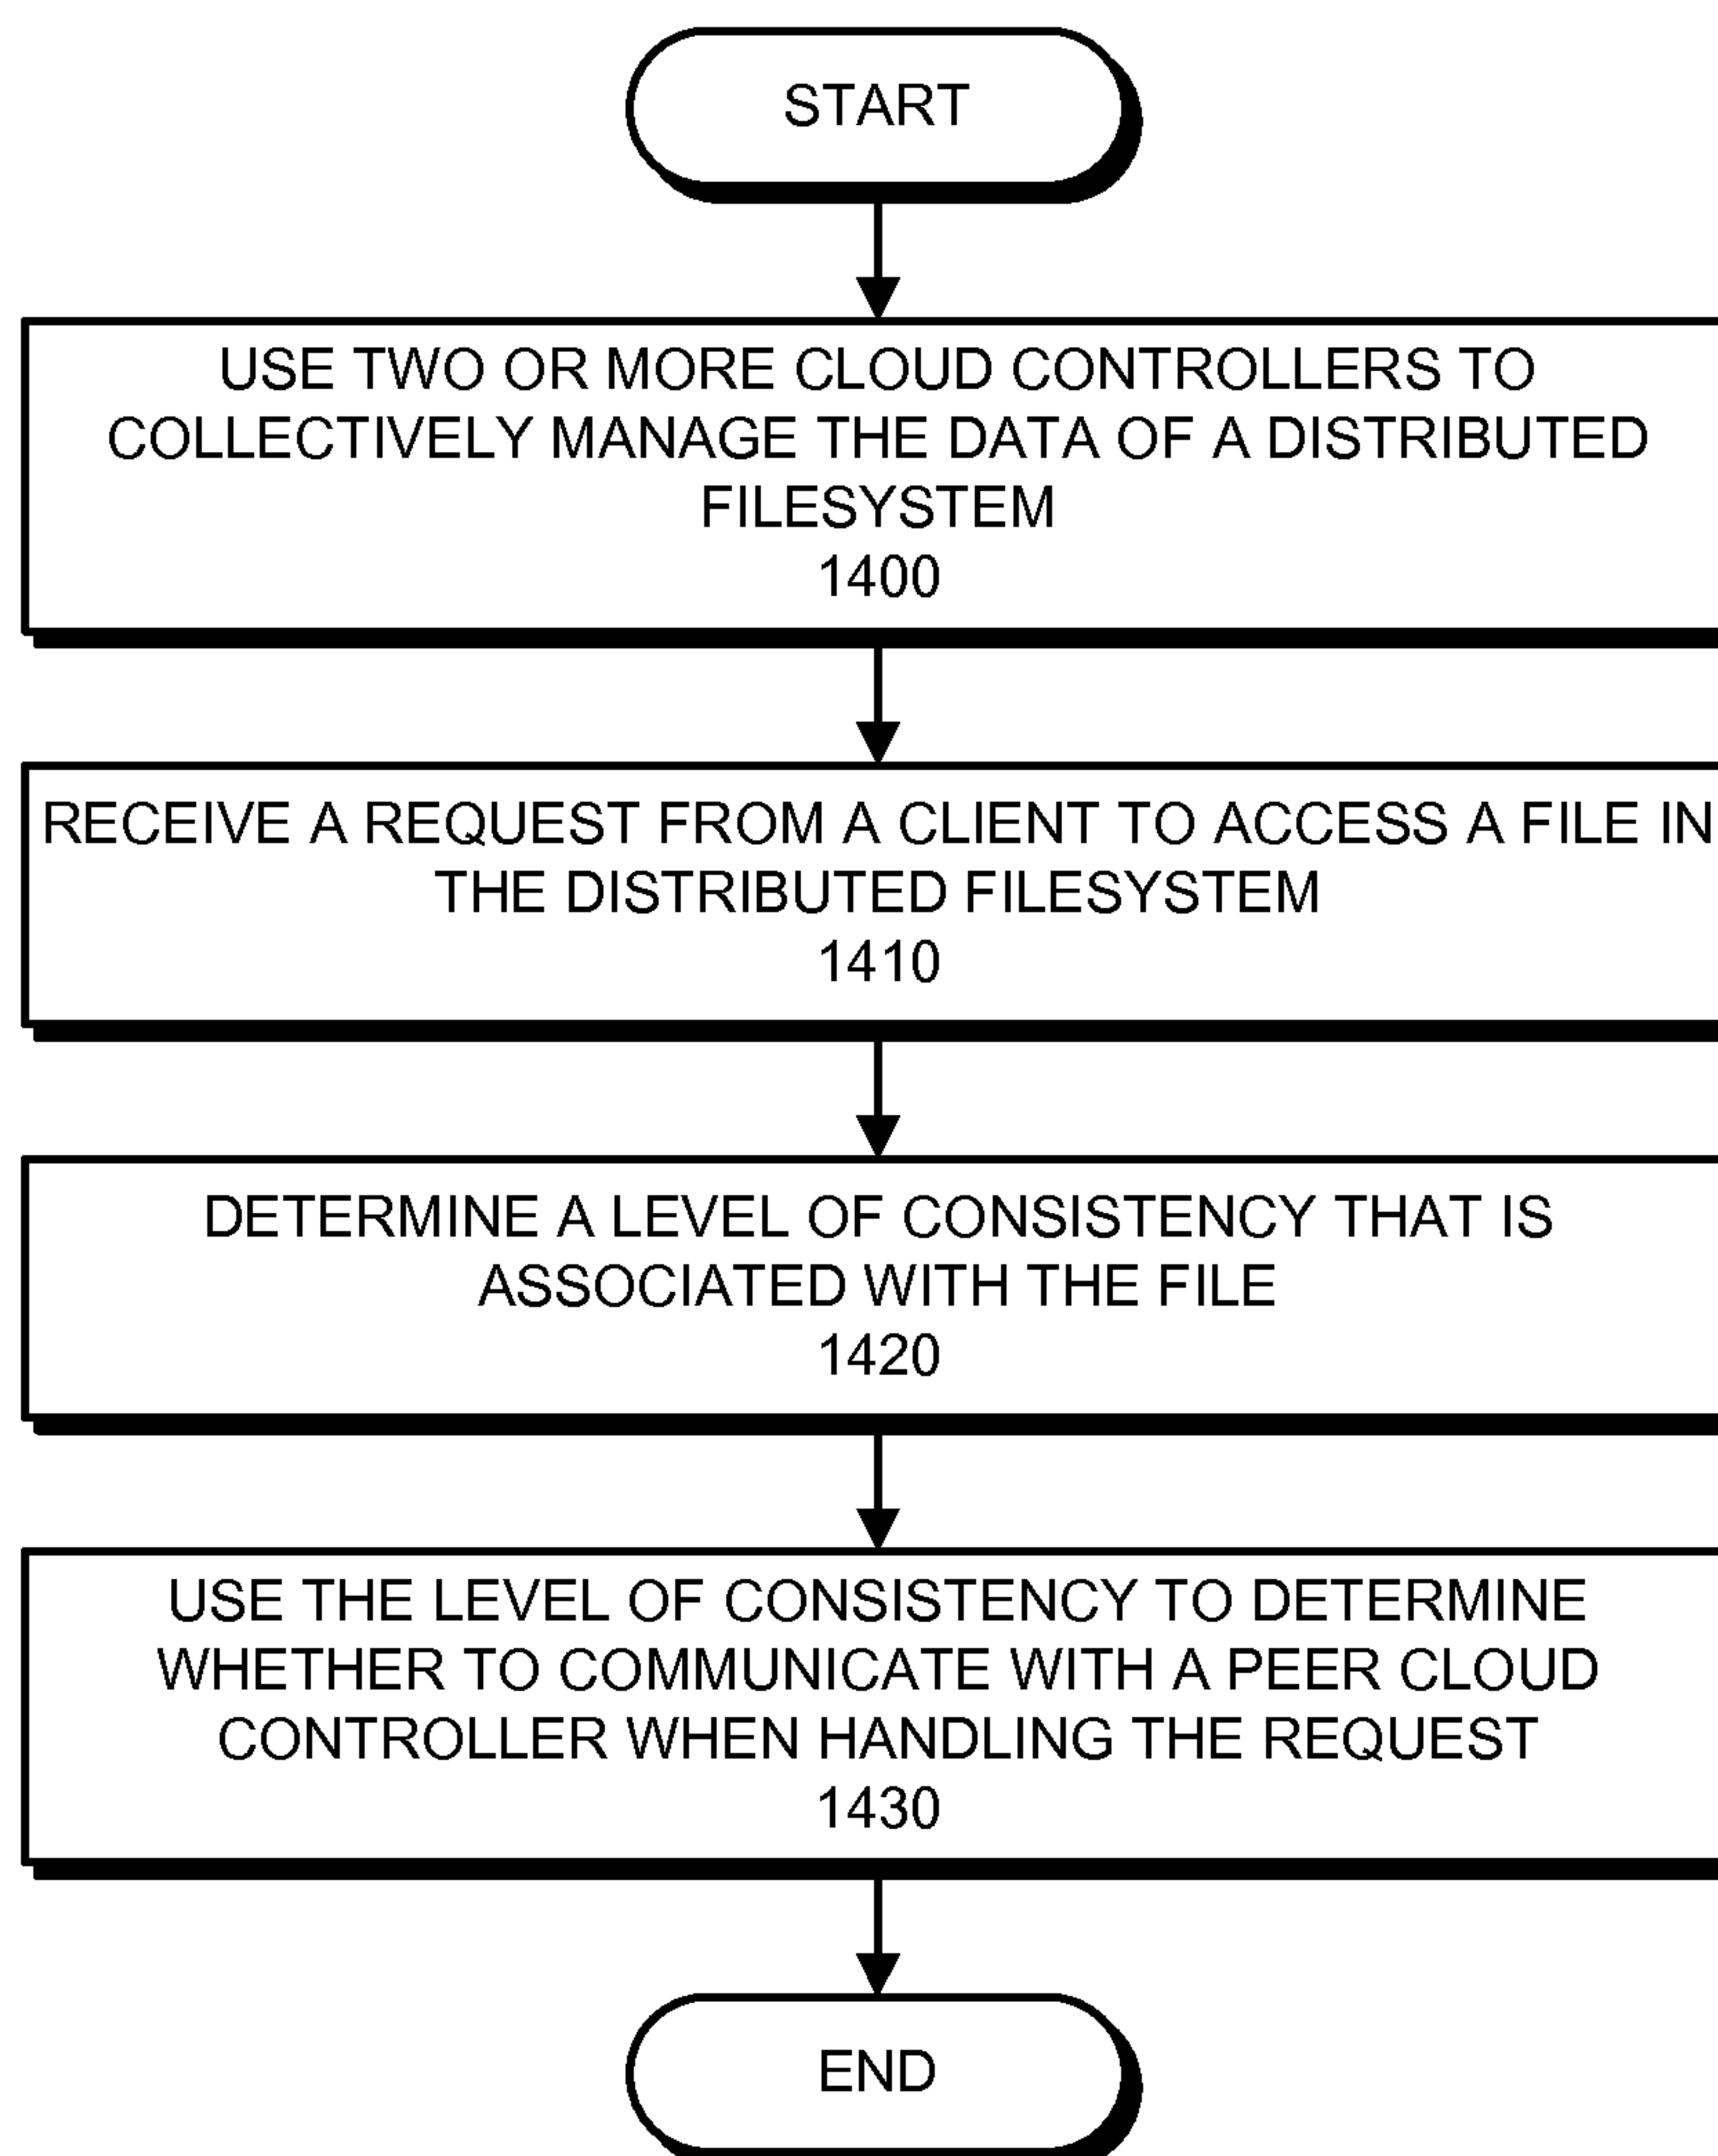 START
USE TWO OR MORE CLOUD CONTROLLERS TO
COLLECTIVELY MANAGE THE DATA OF A DISTRIBUTED
FILESYSTEM
1400
RECEIVE A REQUEST FROM A CLIENT TO ACCESS A FILE IN
THE DISTRIBUTED FILESYSTEM
1410
DETERMINE A LEVEL OF CONSISTENCY THAT IS
ASSOCIATED WITH THE FILE
1420
USE THE LEVEL OF CONSISTENCY TO DETERMINE
WHETHER TO COMMUNICATE WITH A PEER CLOUD
CONTROLLER WHEN HANDLING THE REQUEST
1430
END